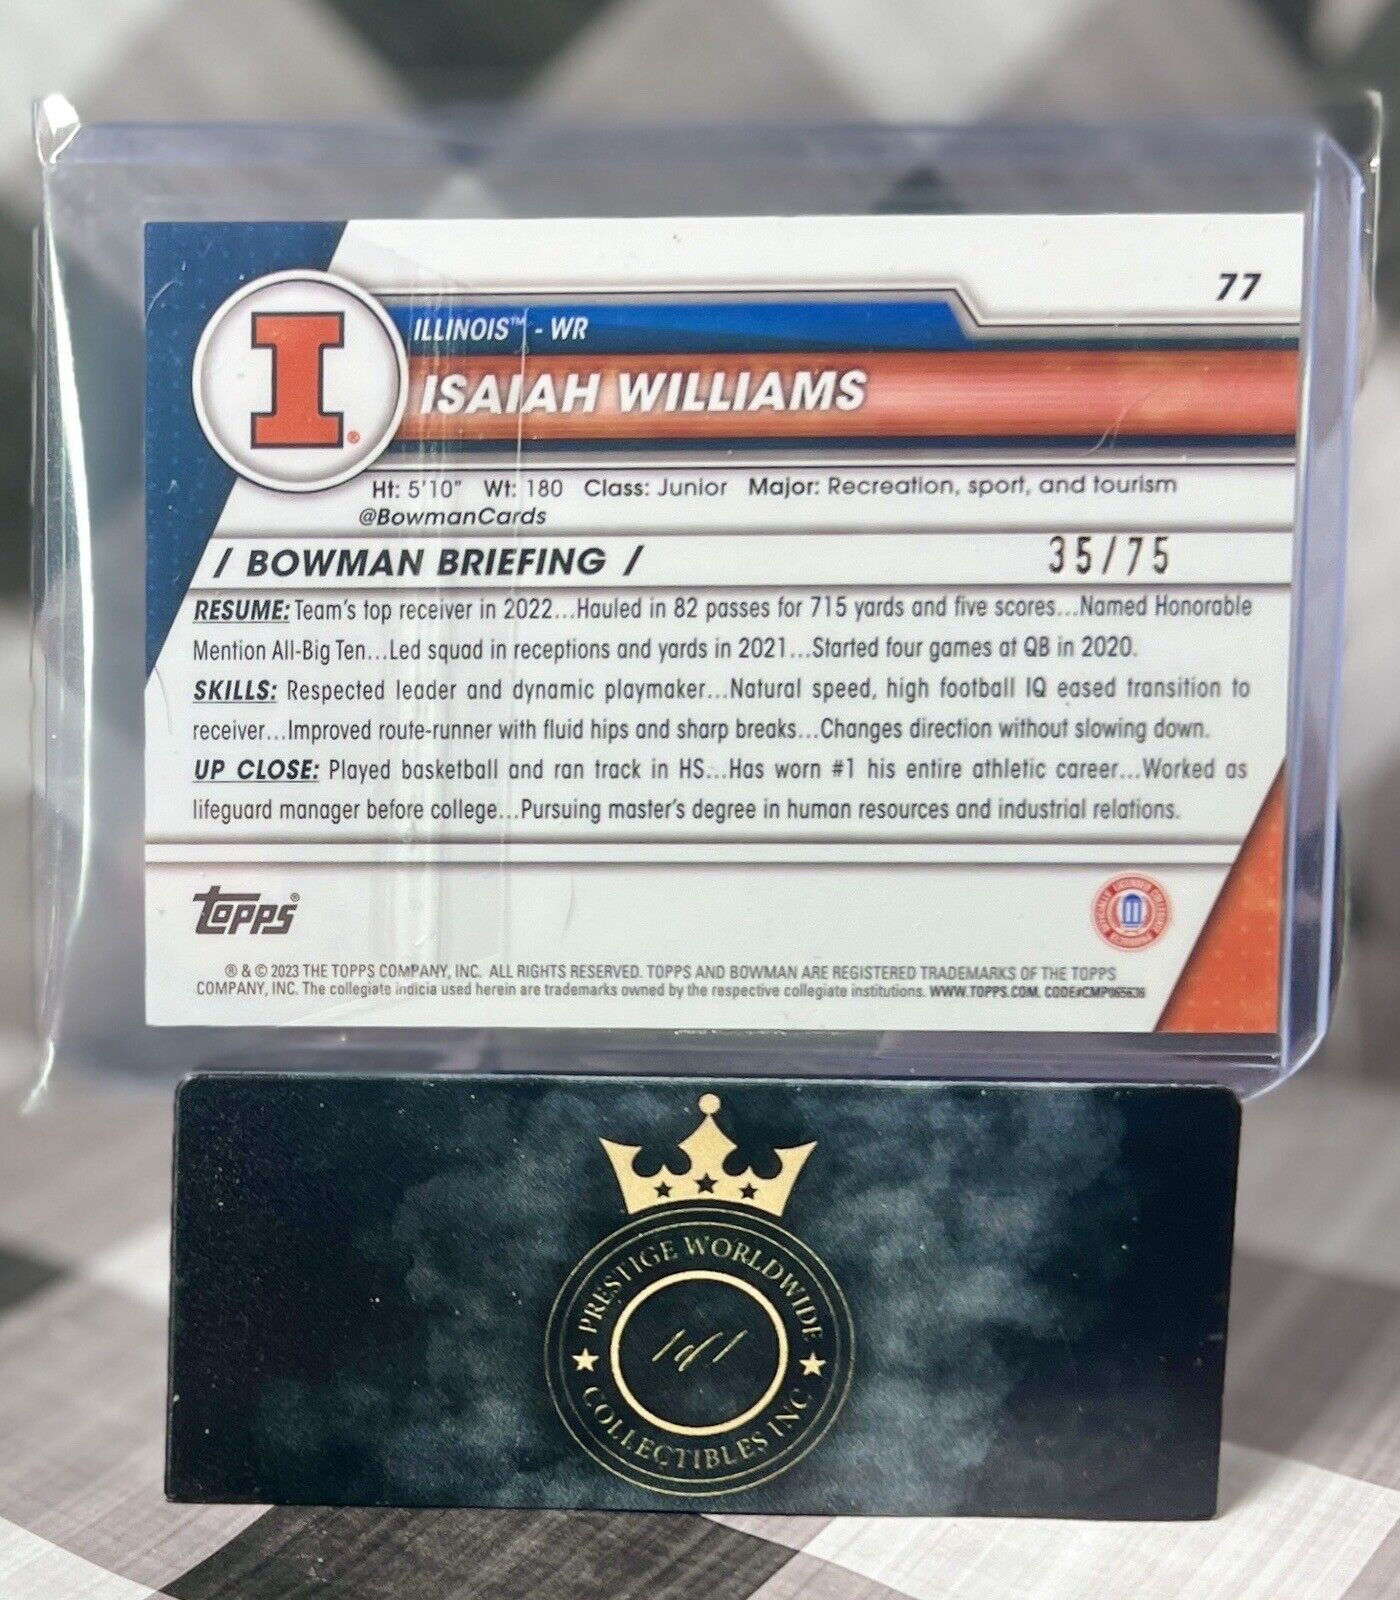 77
I®
ILLINOIS™ - WR
ISAIAH WILLIAMS
Ht: 5'10" Wt: 180 Class: Junior Major: Recreation, sport, and tourism
@BowmanCards
/ BOWMAN BRIEFING / 35/75
RESUME: Team's top receiver in 2022...Hauled in 82 passes for 715 yards and five scores...Named Honorable
Mention All-Big Ten...Led squad in receptions and yards in 2021...Started four games at QB in 2020.
SKILLS: Respected leader and dynamic playmaker...Natural speed, high football IQ eased transition to
receiver...Improved route-runner with fluid hips and sharp breaks...Changes direction without slowing down.
UP CLOSE: Played basketball and ran track in HS...Has worn #1 his entire athletic career...Worked as
lifeguard manager before college...Pursuing master's degree in human resources and industrial relations.
Topps®
OFFICIALLY LICENSED COLLEGIATE PRODUCTS
® & © 2023 THE TOPPS COMPANY, INC. ALL RIGHTS RESERVED. TOPPS AND BOWMAN ARE REGISTERED TRADEMARKS OF THE TOPPS
COMPANY, INC. The collegiate indicia used herein are trademarks owned by the respective collegiate institutions. WWW.TOPPS.COM. CODE#CMP065636
PRESTIGE WORLDWIDE
1 of 1
COLLECTIBLES INC